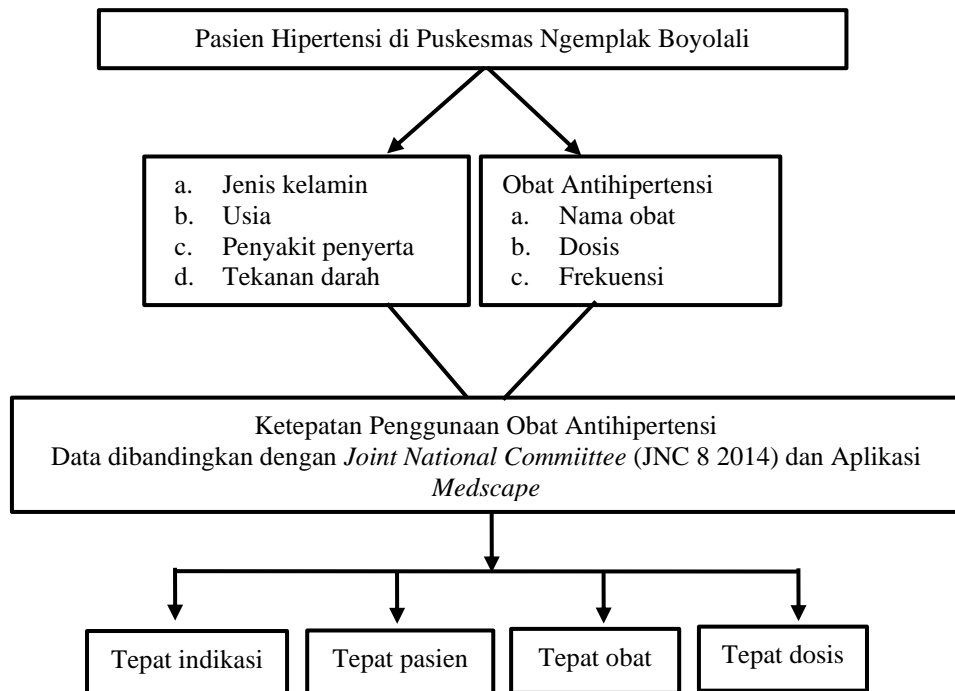 Pasien Hipertensi di Puskesmas Ngemplak Boyolali
a. Jenis kelamin
b. Usia
c. Penyakit penyerta
d. Tekanan darah
Obat Antihipertensi
a. Nama obat
b. Dosis
c. Frekuensi
Ketepatan Penggunaan Obat Antihipertensi
Data dibandingkan dengan Joint National Commiittee (JNC 8 2014) dan Aplikasi
Medscape
Tepat indikasi
Tepat pasien
Tepat obat
Tepat dosis